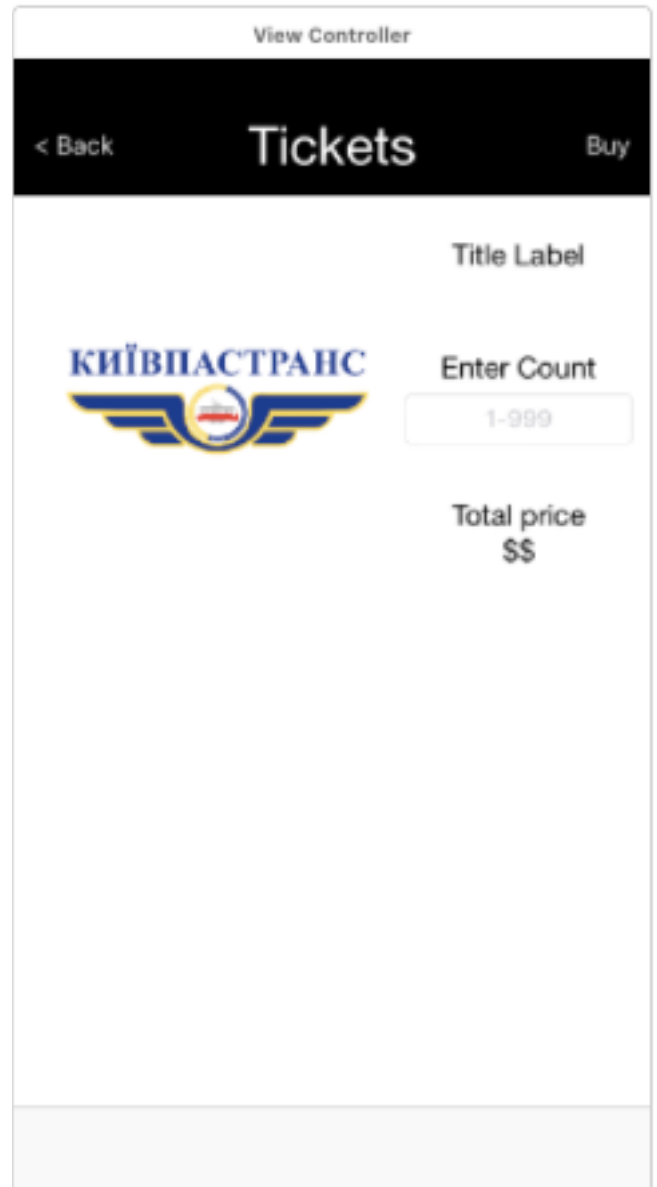 View Controller
< Back Tickets Buy
Title Label
КИЇВПАСТРАНС
Enter Count
1-999
Total price
$$